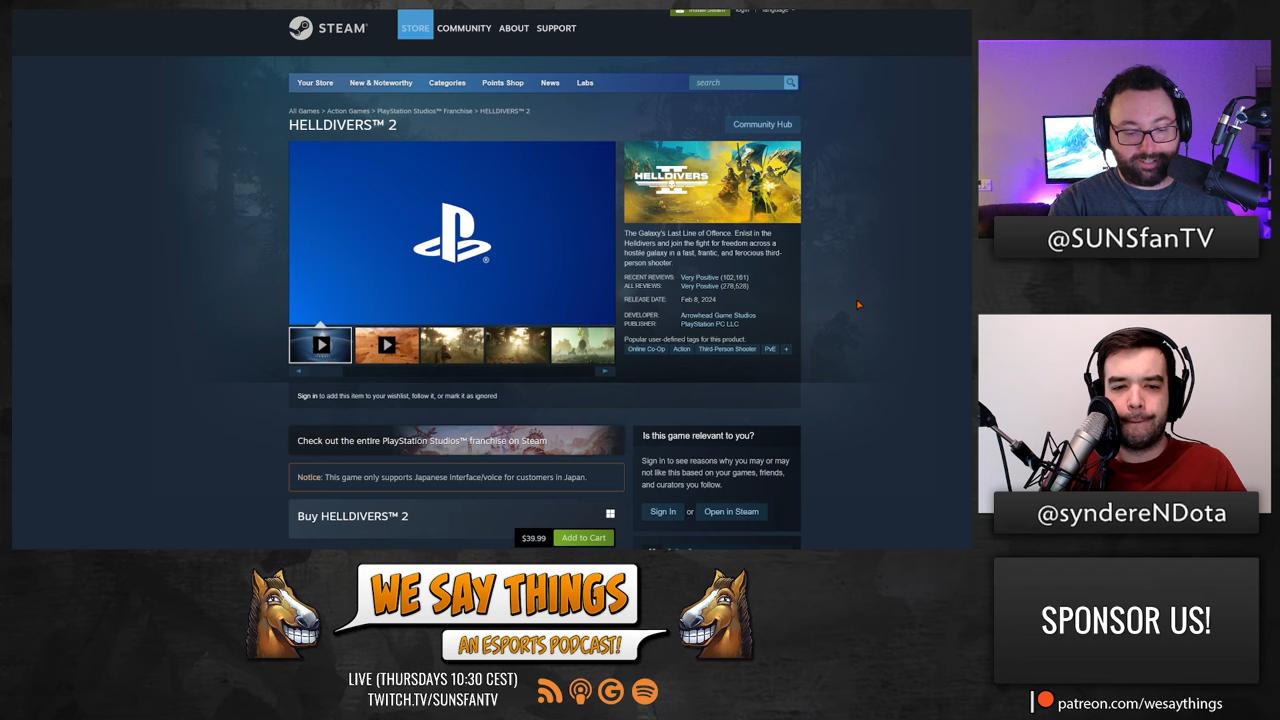 STEAM®
STORE
COMMUNITY
ABOUT
SUPPORT
Install Steam
login
language
Your Store
New & Noteworthy
Categories
Points Shop
News
Labs
search
All Games > Action Games > PlayStation Studios™ Franchise > HELLDIVERS™ 2
HELLDIVERS™ 2
Community Hub
HELLDIVERS
II
The Galaxy's Last Line of Offence. Enlist in the
Helldivers and join the fight for freedom across a
hostile galaxy in a fast, frantic, and ferocious third-
person shooter.
RECENT REVIEWS: Very Positive (102,161)
ALL REVIEWS: Very Positive (278,528)
RELEASE DATE: Feb 8, 2024
DEVELOPER: Arrowhead Game Studios
PUBLISHER: PlayStation PC LLC
Popular user-defined tags for this product:
Online Co-Op Action Third-Person Shooter PvE +
Sign in to add this item to your wishlist, follow it, or mark it as ignored
Check out the entire PlayStation Studios™ franchise on Steam
Notice: This game only supports Japanese interface/voice for customers in Japan.
Buy HELLDIVERS™ 2
$39.99
Add to Cart
Is this game relevant to you?
Sign in to see reasons why you may or may
not like this based on your games, friends,
and curators you follow.
Sign In or Open in Steam
@SUNSfanTV
@syndereNDota
SPONSOR US!
patreon.com/wesaythings
WE SAY THINGS
AN ESPORTS PODCAST!
LIVE (THURSDAYS 10:30 CEST)
TWITCH.TV/SUNSFANTV